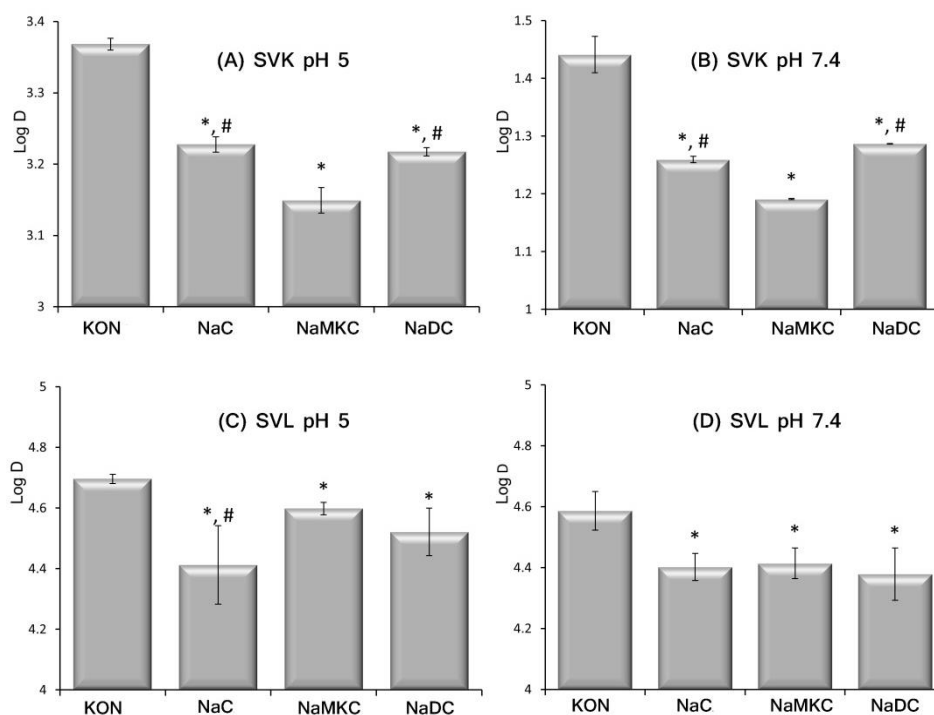 (A) SVK pH 5
Log D
3.4
3.3
3.2
3.1
3
*, #
*
*, #
KON NaC NaMKC NaDC
(B) SVK pH 7.4
Log D
1.5
1.4
1.3
1.2
1.1
1
*, #
*
*, #
KON NaC NaMKC NaDC
(C) SVL pH 5
Log D
5
4.8
4.6
4.4
4.2
4
*, #
*
*
KON NaC NaMKC NaDC
(D) SVL pH 7.4
Log D
5
4.8
4.6
4.4
4.2
4
*
*
*
KON NaC NaMKC NaDC